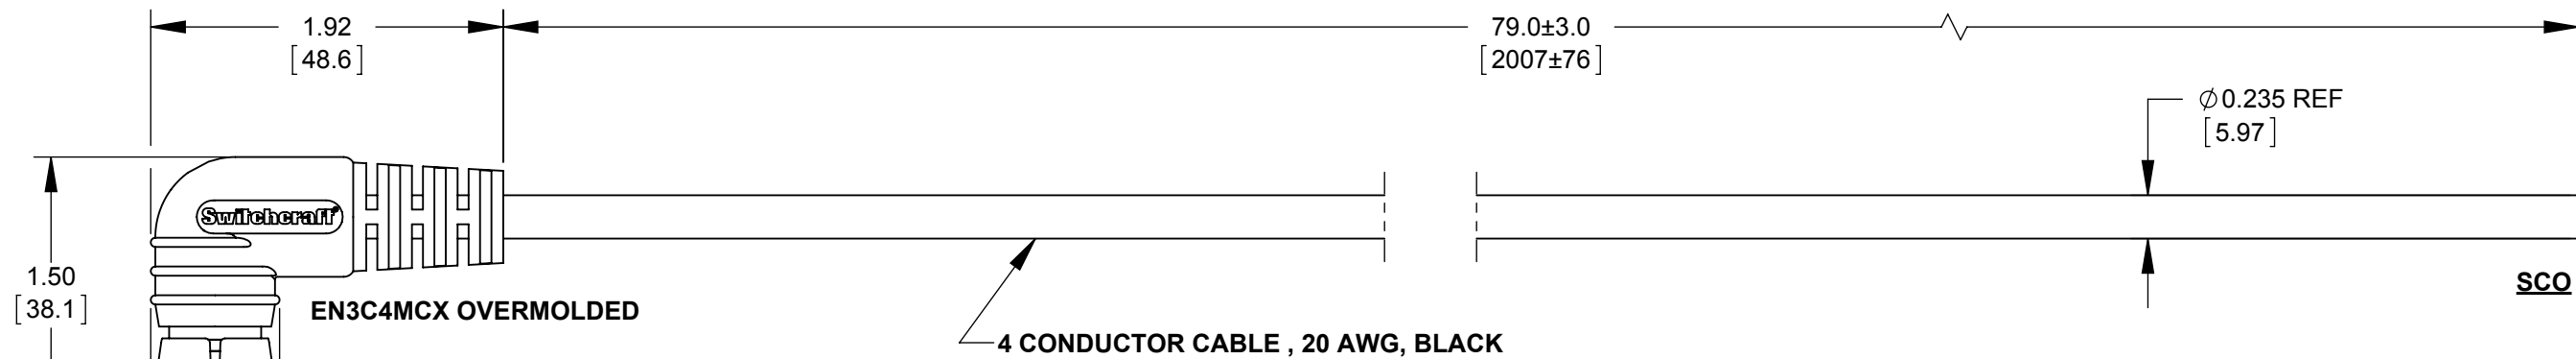 1.92
[48.6]
79.0±3.0
[2007±76]
∅0.235 REF
[5.97]
Switchcraft®
1.50
[38.1]
EN3C4MCX OVERMOLDED
SCO
4 CONDUCTOR CABLE , 20 AWG, BLACK